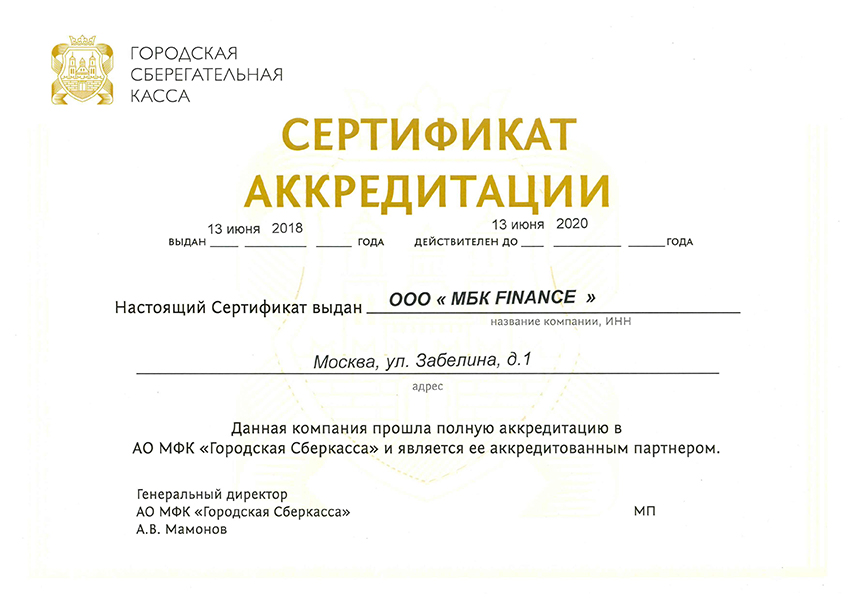 ГОРОДСКАЯ
СБЕРЕГАТЕЛЬНАЯ
КАССА
СЕРТИФИКАТ
АККРЕДИТАЦИИ
ВЫДАН 13 июня 2018 ГОДА ДЕЙСТВИТЕЛЕН ДО 13 июня 2020 ГОДА
Настоящий Сертификат выдан ООО « МБК FINANCE »
название компании, ИНН
Москва, ул. Забелина, д.1
адрес
Данная компания прошла полную аккредитацию в
АО МФК «Городская Сберкасса» и является ее аккредитованным партнером.
Генеральный директор
АО МФК «Городская Сберкасса» МП
А.В. Мамонов